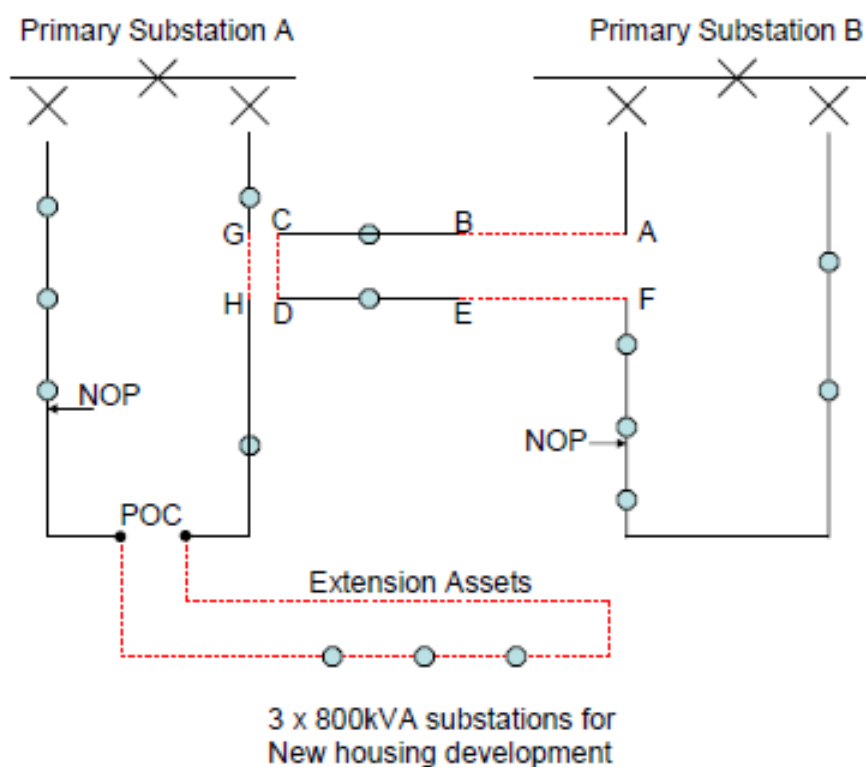 Primary Substation A
Primary Substation B
G
C
B
A
H
D
E
F
NOP
NOP
POC
Extension Assets
3 x 800kVA substations for
New housing development